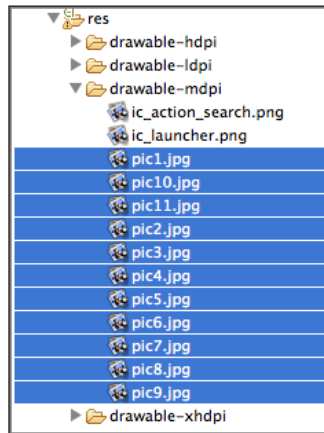 res
drawable-hdpi
drawable-ldpi
drawable-mdpi
ic_action_search.png
ic_launcher.png
pic1.jpg
pic10.jpg
pic11.jpg
pic2.jpg
pic3.jpg
pic4.jpg
pic5.jpg
pic6.jpg
pic7.jpg
pic8.jpg
pic9.jpg
drawable-xhdpi